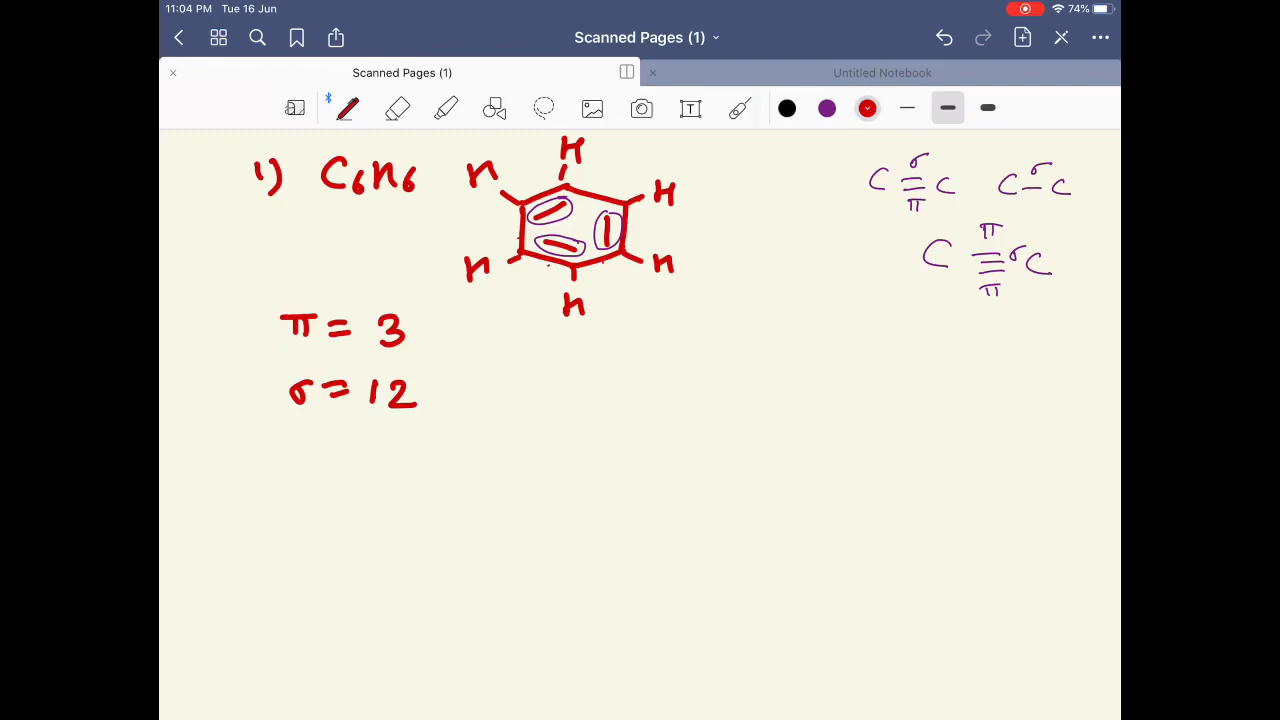 11:04 PM Tue 16 Jun
74%
Scanned Pages (1)
Scanned Pages (1)
Untitled Notebook
T
1) C6H6
H
H
H
H
H
H
C σ = π C
C σ – C
C π ≡ σ π C
π = 3
σ = 12